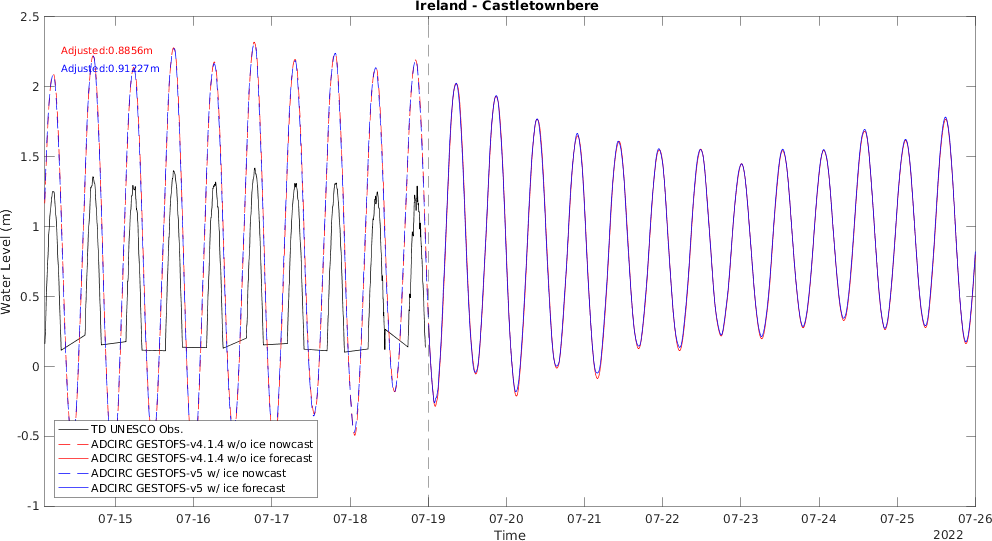 Ireland - Castletownbere
Adjusted:0.8856m
Adjusted:0.91227m
2.5
2
1.5
1
0.5
0
-0.5
-1
Water Level (m)
TD UNESCO Obs.
ADCIRC GESTOFS-v4.1.4 w/o ice nowcast
ADCIRC GESTOFS-v4.1.4 w/o ice forecast
ADCIRC GESTOFS-v5 w/ ice nowcast
ADCIRC GESTOFS-v5 w/ ice forecast
07-15 07-16 07-17 07-18 07-19 07-20 07-21 07-22 07-23 07-24 07-25 07-26
Time
2022